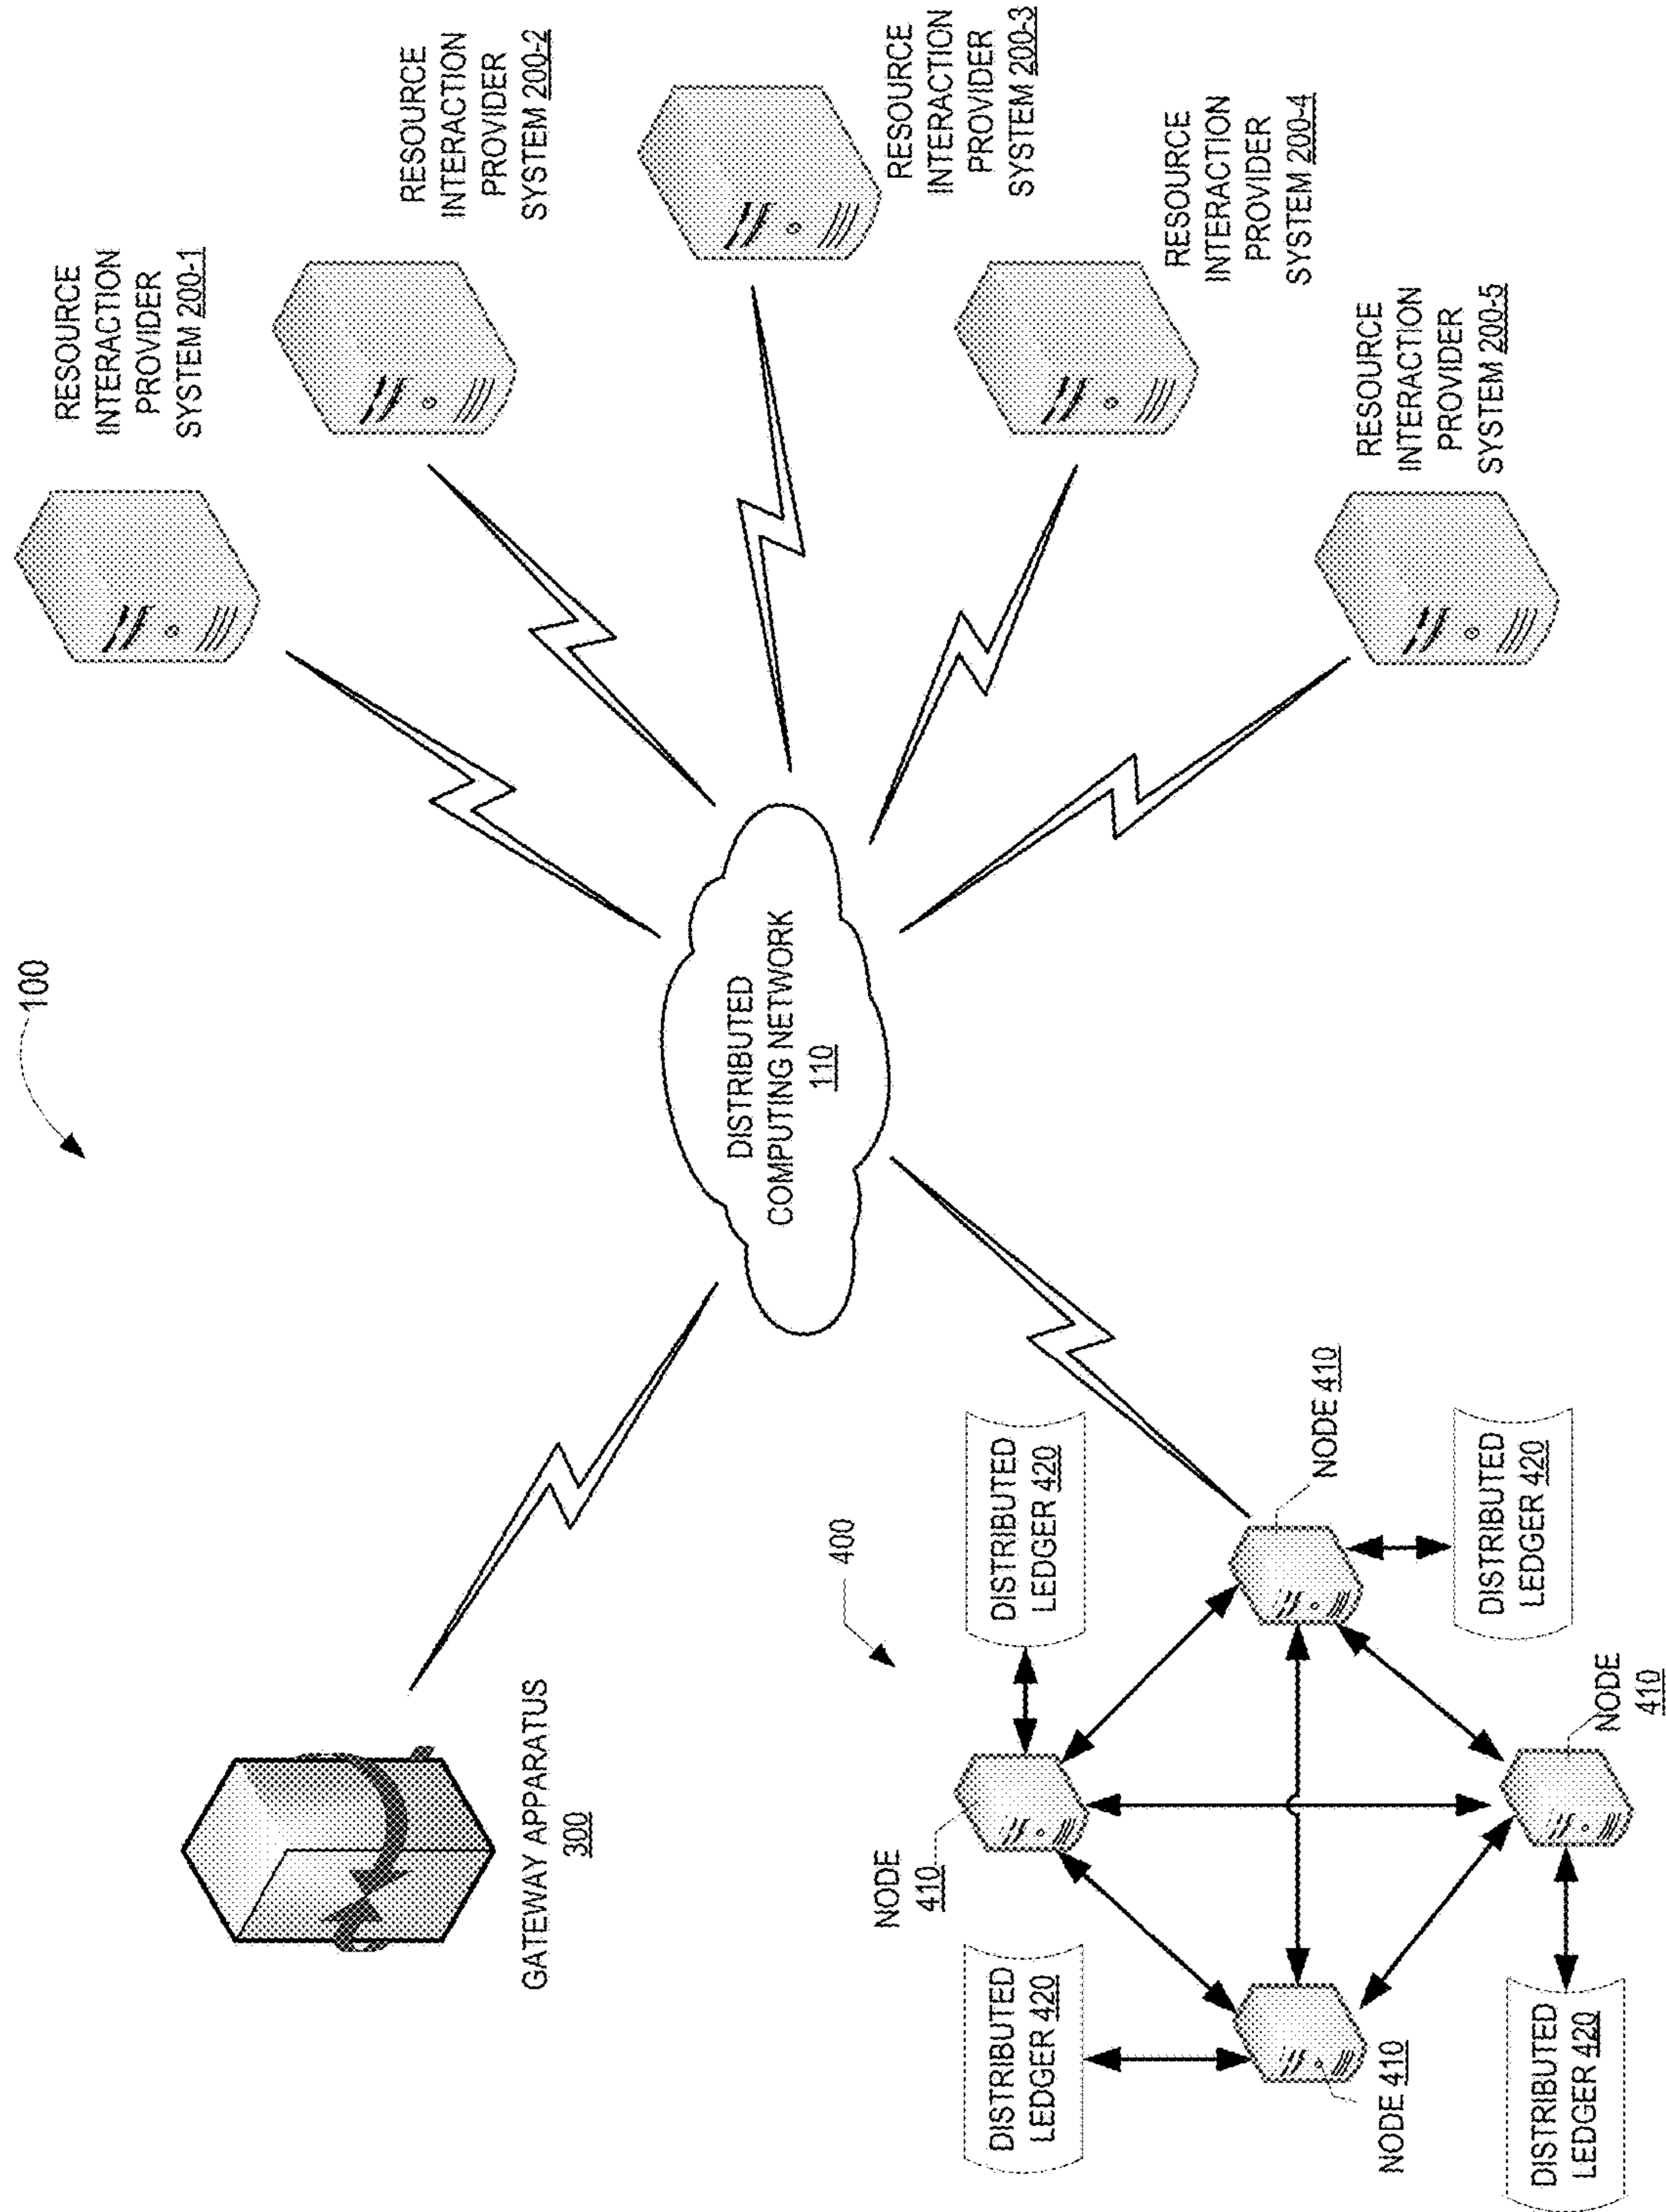 100
GATEWAY APPARATUS
300
DISTRIBUTED
COMPUTING NETWORK
110
RESOURCE
INTERACTION
PROVIDER
SYSTEM 200-1
RESOURCE
INTERACTION
PROVIDER
SYSTEM 200-2
RESOURCE
INTERACTION
PROVIDER
SYSTEM 200-3
RESOURCE
INTERACTION
PROVIDER
SYSTEM 200-4
RESOURCE
INTERACTION
PROVIDER
SYSTEM 200-5
400
NODE
410
DISTRIBUTED
LEDGER 420
DISTRIBUTED
LEDGER 420
NODE 410
NODE 410
DISTRIBUTED
LEDGER 420
DISTRIBUTED
LEDGER 420
NODE
410